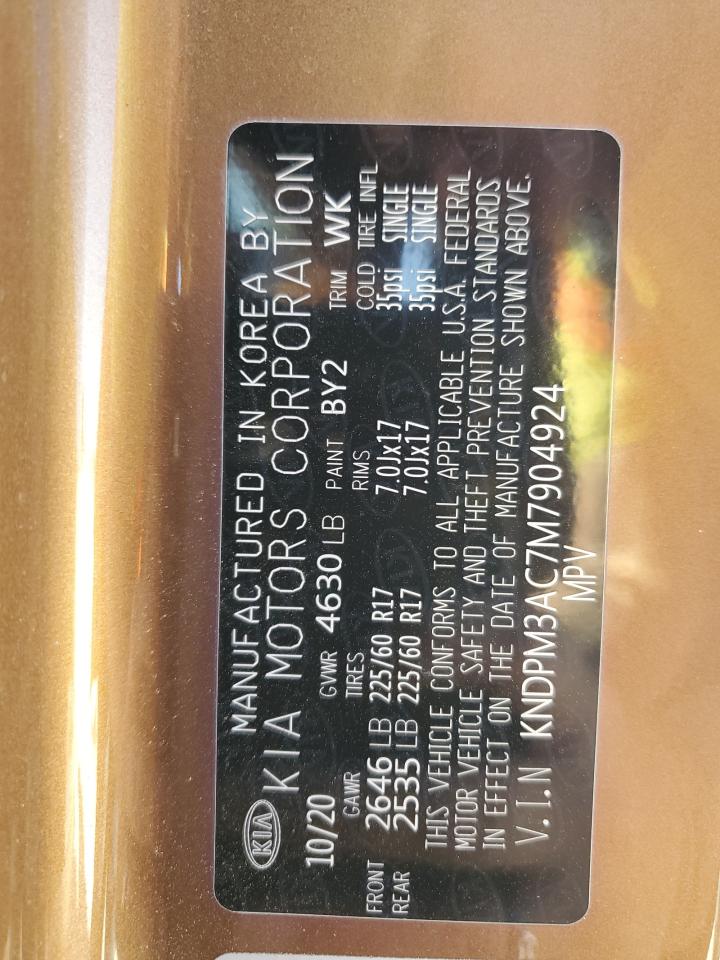 MANUFACTURED IN KOREA BY
KIA KIA MOTORS CORPORATION
10/20 GVWR 4630 LB PAINT BY2 TRIM WK
GAWR TIRES RIMS COLD TIRE INFL
FRONT 2646 LB 225/60 R17 7.0Jx17 35psi SINGLE
REAR 2535 LB 225/60 R17 7.0Jx17 35psi SINGLE
THIS VEHICLE CONFORMS TO ALL APPLICABLE U.S.A. FEDERAL
MOTOR VEHICLE SAFETY AND THEFT PREVENTION STANDARDS
IN EFFECT ON THE DATE OF MANUFACTURE SHOWN ABOVE.
V.I.N KNDPM3AC7M7904924
MPV